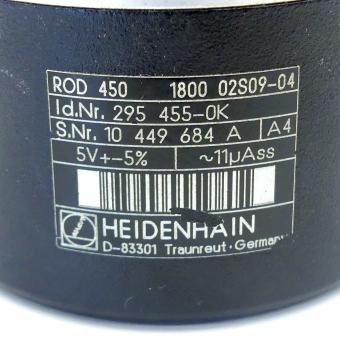 ROD 450 1800 02S09-04
Id.Nr. 295 455-0K
S.Nr. 10 449 684 A A4
5V+-5% ~11µAss
HEIDENHAIN
D-83301 Traunreut·Germany